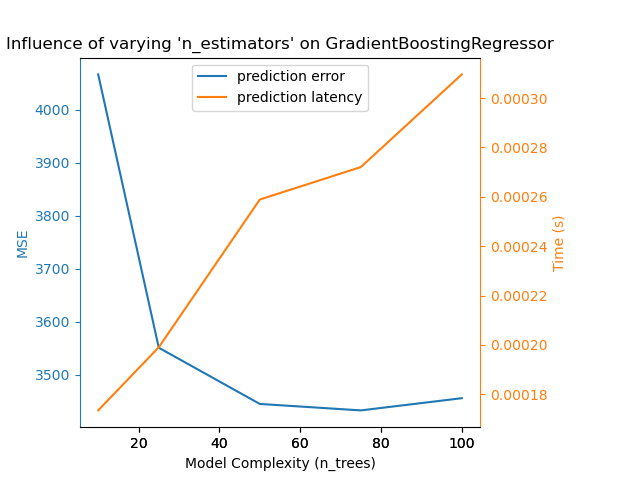 Influence of varying 'n_estimators' on GradientBoostingRegressor
prediction error
prediction latency
4000
3900
3800
3700
3600
3500
MSE
0.00030
0.00028
0.00026
0.00024
0.00022
0.00020
0.00018
Time (s)
20 40 60 80 100
Model Complexity (n_trees)